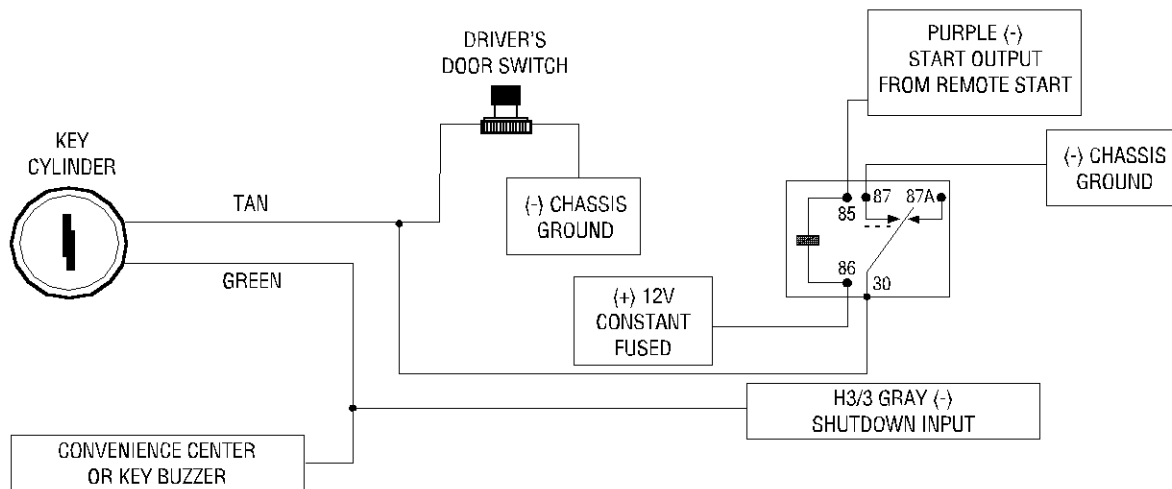 PURPLE (-)
START OUTPUT
FROM REMOTE START
DRIVER'S
DOOR SWITCH
KEY
CYLINDER
(-) CHASSIS
GROUND
TAN
(-) CHASSIS
GROUND
87
87A
85
86
30
GREEN
(+) 12V
CONSTANT
FUSED
H3/3 GRAY (-)
SHUTDOWN INPUT
CONVENIENCE CENTER
OR KEY BUZZER